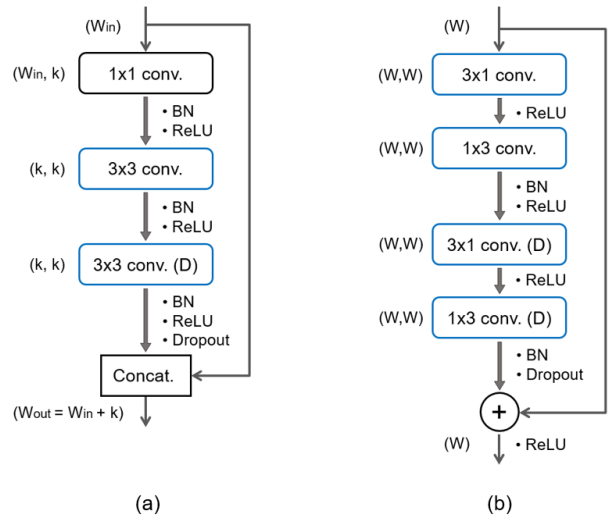 (Win)
(Win, k)
1x1 conv.
• BN
• ReLU
(k, k)
3x3 conv.
• BN
• ReLU
(k, k)
3x3 conv. (D)
• BN
• ReLU
• Dropout
Concat.
(Wout = Win + k)
(a)
(W)
(W,W)
3x1 conv.
• ReLU
(W,W)
1x3 conv.
• BN
• ReLU
(W,W)
3x1 conv. (D)
• ReLU
(W,W)
1x3 conv. (D)
• BN
• Dropout
+
(W)
• ReLU
(b)